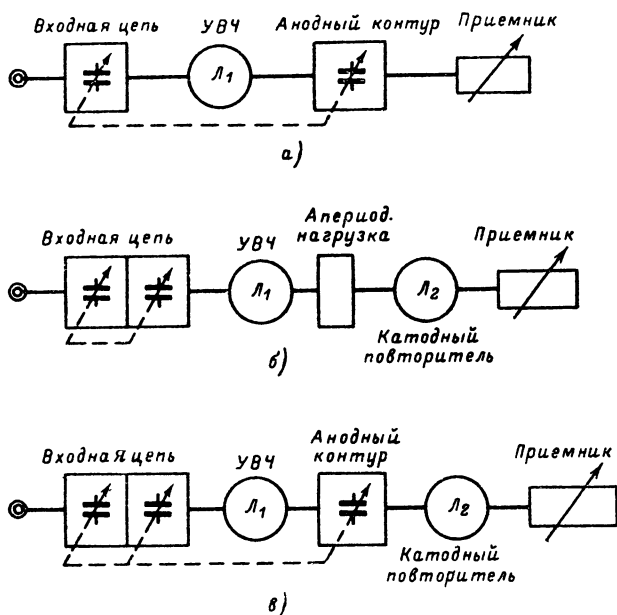 Входная цепь УВЧ Анодный контур Приемник
Л₁
а)
Входная цепь УВЧ Апериод. нагрузка Приемник
Л₁ Л₂
Катодный повторитель
б)
Входная цепь УВЧ Анодный контур Приемник
Л₁ Л₂
Катодный повторитель
в)